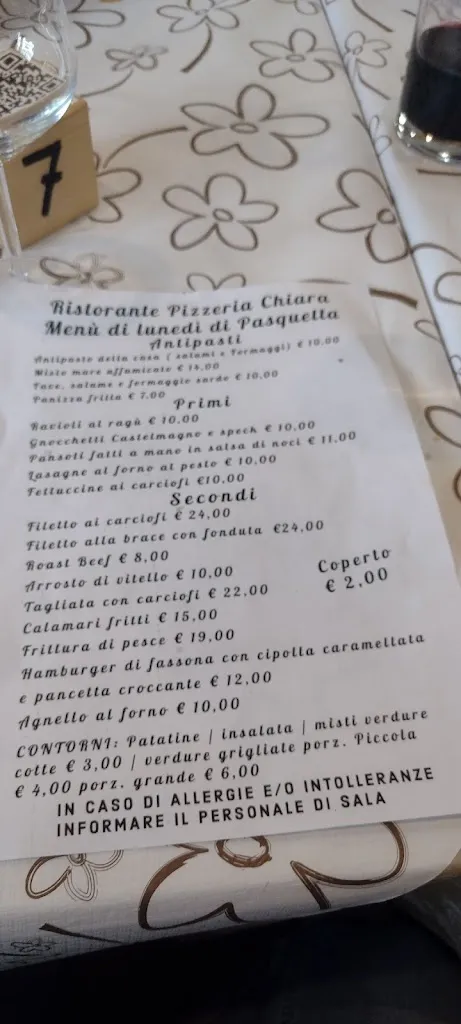 7
Ristorante Pizzeria Chiara
Menù di lunedì di Pasquetta
Antipasti
Antipasto della casa ( salumi e formaggi) € 10,00
Misto mare affumicato € 14,00
Fave, salame e formaggio sardo € 10,00
Panizza fritta € 7,00
Primi
Ravioli al ragù € 10,00
Gnocchetti Castelmagno e speck € 10,00
Pansoti fatti a mano in salsa di noci € 11,00
Lasagne al forno al pesto € 10,00
Fettuccine ai carciofi €10,00
Secondi
Filetto ai carciofi € 24,00
Filetto alla brace con fonduta €24,00
Roast Beef € 8,00
Arrosto di vitello € 10,00
Tagliata con carciofi € 22,00
Calamari fritti € 15,00
Frittura di pesce € 19,00
Hamburger di fassona con cipolla caramellata
e pancetta croccante € 12,00
Agnello al forno € 10,00
Coperto
€ 2,00
CONTORNI: Patatine | insalata | misti verdure
cotte € 3,00 | verdure grigliate porz. Piccola
€ 4,00 porz. grande € 6,00
IN CASO DI ALLERGIE E/O INTOLLERANZE
INFORMARE IL PERSONALE DI SALA